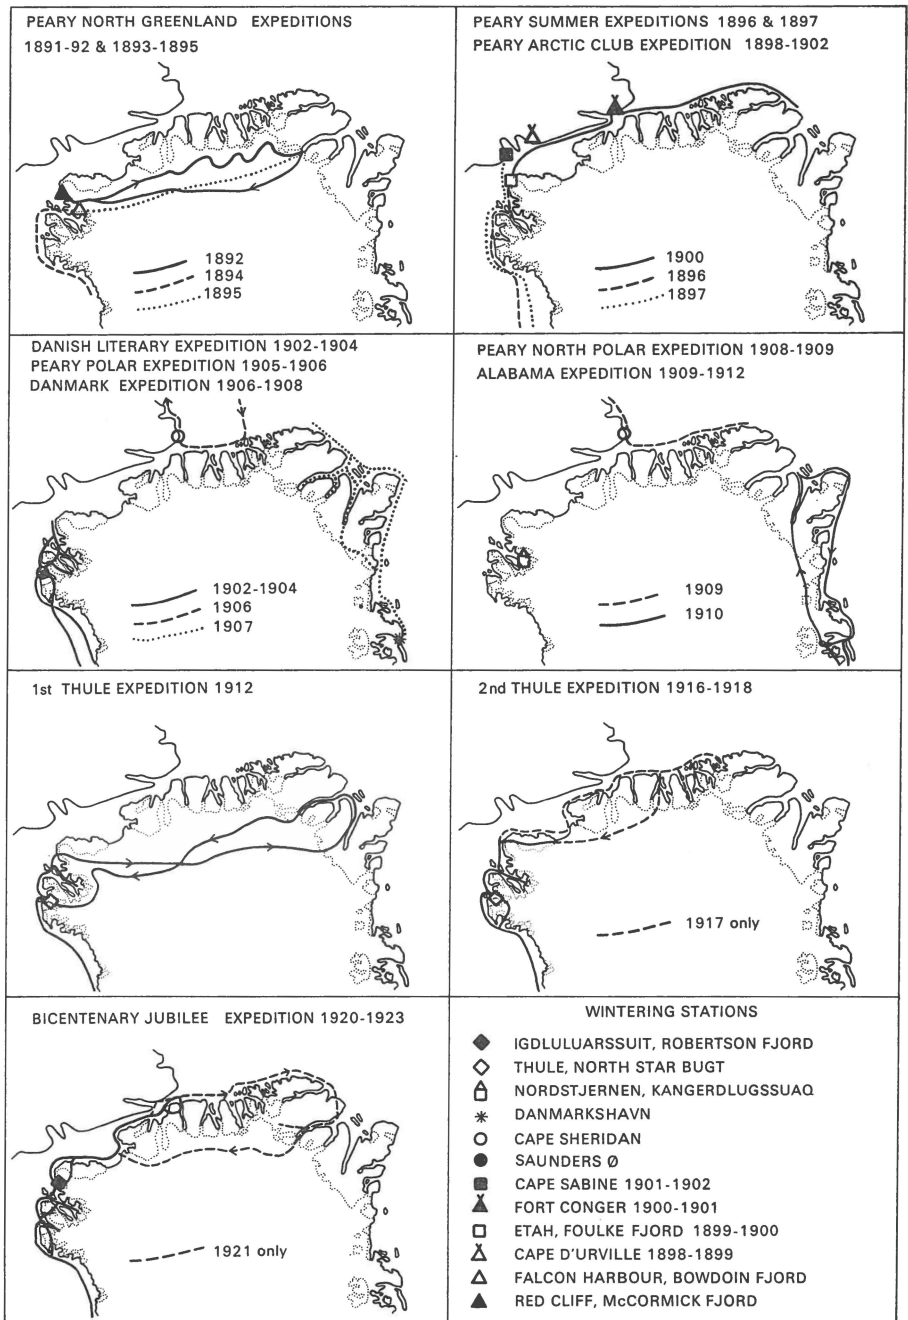 PEARY NORTH GREENLAND EXPEDITIONS
1891-92 & 1893-1895
1892
1894
1895
PEARY SUMMER EXPEDITIONS 1896 & 1897
PEARY ARCTIC CLUB EXPEDITION 1898-1902
1900
1896
1897
DANISH LITERARY EXPEDITION 1902-1904
PEARY POLAR EXPEDITION 1905-1906
DANMARK EXPEDITION 1906-1908
1902-1904
1906
1907
PEARY NORTH POLAR EXPEDITION 1908-1909
ALABAMA EXPEDITION 1909-1912
1909
1910
1st THULE EXPEDITION 1912
2nd THULE EXPEDITION 1916-1918
1917 only
BICENTENARY JUBILEE EXPEDITION 1920-1923
1921 only
WINTERING STATIONS
IGDLULUARSSUIT, ROBERTSON FJORD
THULE, NORTH STAR BUGT
NORDSTJERNEN, KANGERDLUGSSUAQ
DANMARKSHAVN
CAPE SHERIDAN
SAUNDERS Ø
CAPE SABINE 1901-1902
FORT CONGER 1900-1901
ETAH, FOULKE FJORD 1899-1900
CAPE D'URVILLE 1898-1899
FALCON HARBOUR, BOWDOIN FJORD
RED CLIFF, McCORMICK FJORD